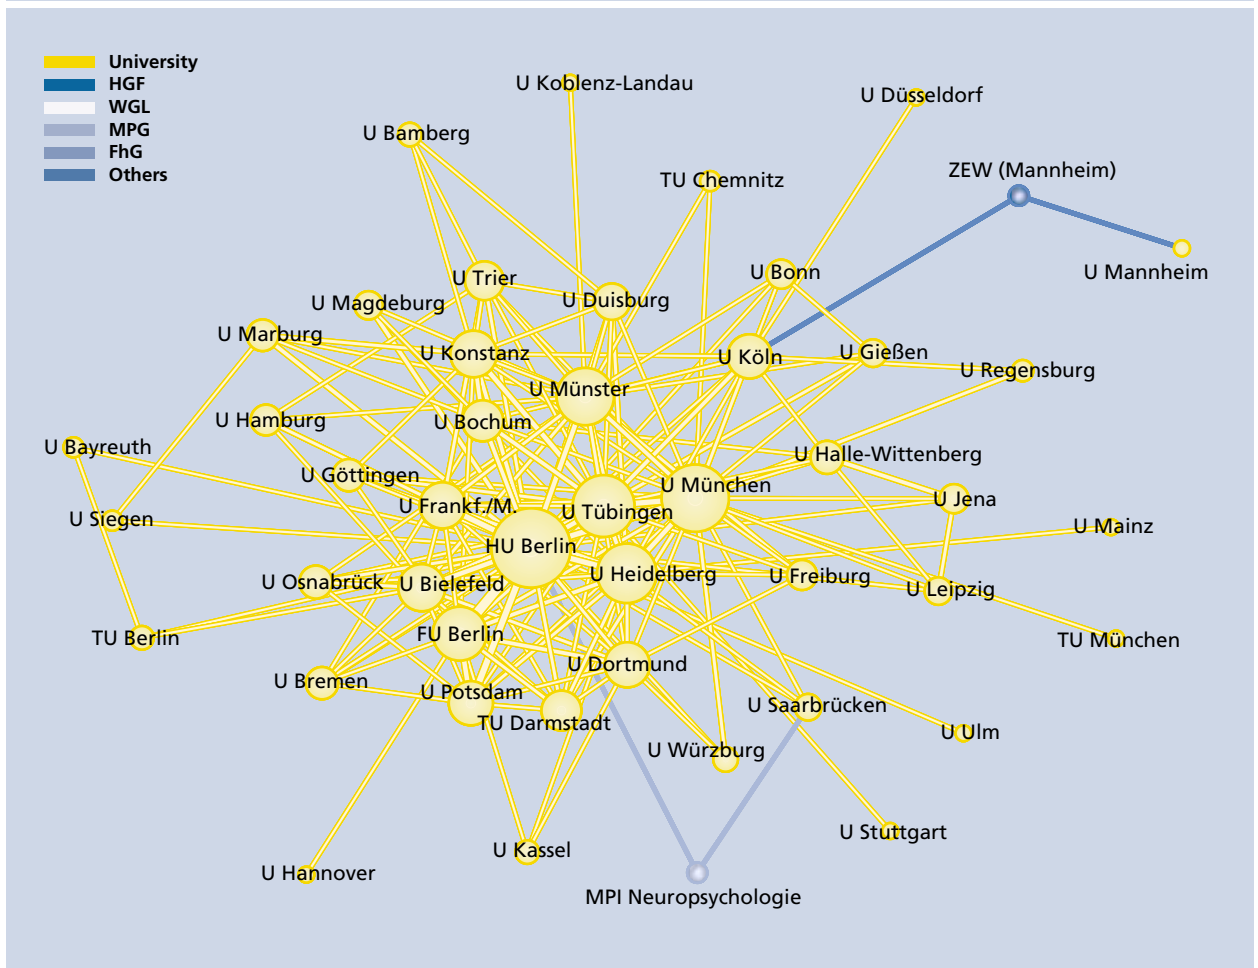 University
HGF
WGL
MPG
FhG
Others
U Koblenz-Landau
U Düsseldorf
U Bamberg
TU Chemnitz
ZEW (Mannheim)
U Trier
U Bonn
U Mannheim
U Magdeburg
U Duisburg
U Marburg
U Konstanz
U Köln
U Gießen
U Regensburg
U Münster
U Hamburg
U Bochum
U Bayreuth
U Halle-Wittenberg
U Göttingen
U München
U Frankf./M.
U Tübingen
U Jena
U Siegen
U Mainz
HU Berlin
U Osnabrück
U Bielefeld
U Heidelberg
U Freiburg
U Leipzig
TU Berlin
FU Berlin
TU München
U Dortmund
U Bremen
U Potsdam
U Saarbrücken
TU Darmstadt
U Ulm
U Würzburg
U Stuttgart
U Kassel
U Hannover
MPI Neuropsychologie